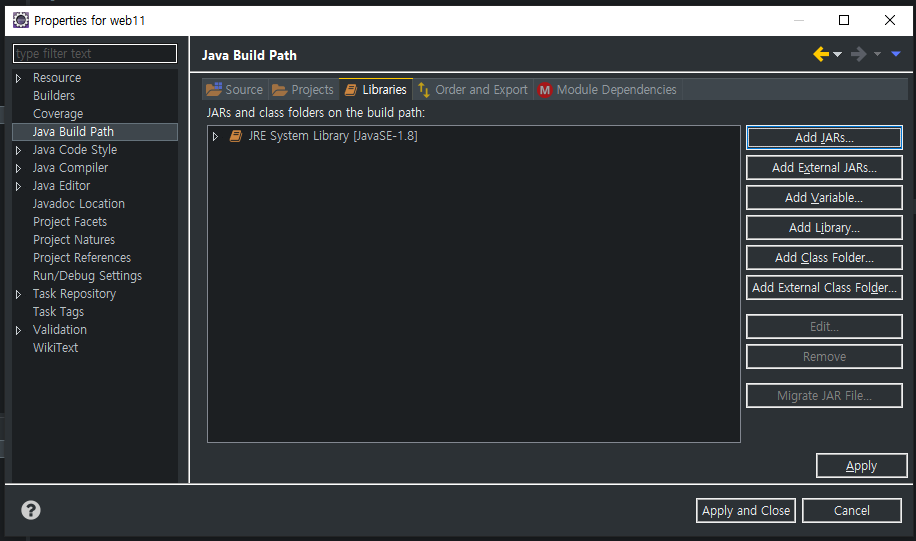 Properties for web11
type filter text
Resource
Builders
Coverage
Java Build Path
Java Code Style
Java Compiler
Java Editor
Javadoc Location
Project Facets
Project Natures
Project References
Run/Debug Settings
Task Repository
Task Tags
Validation
WikiText
Java Build Path
Source
Projects
Libraries
Order and Export
M Module Dependencies
JARs and class folders on the build path:
JRE System Library [JavaSE-1.8]
Add JARs...
Add External JARs...
Add Variable...
Add Library...
Add Class Folder...
Add External Class Folder...
Edit...
Remove
Migrate JAR File...
Apply
?
Apply and Close
Cancel